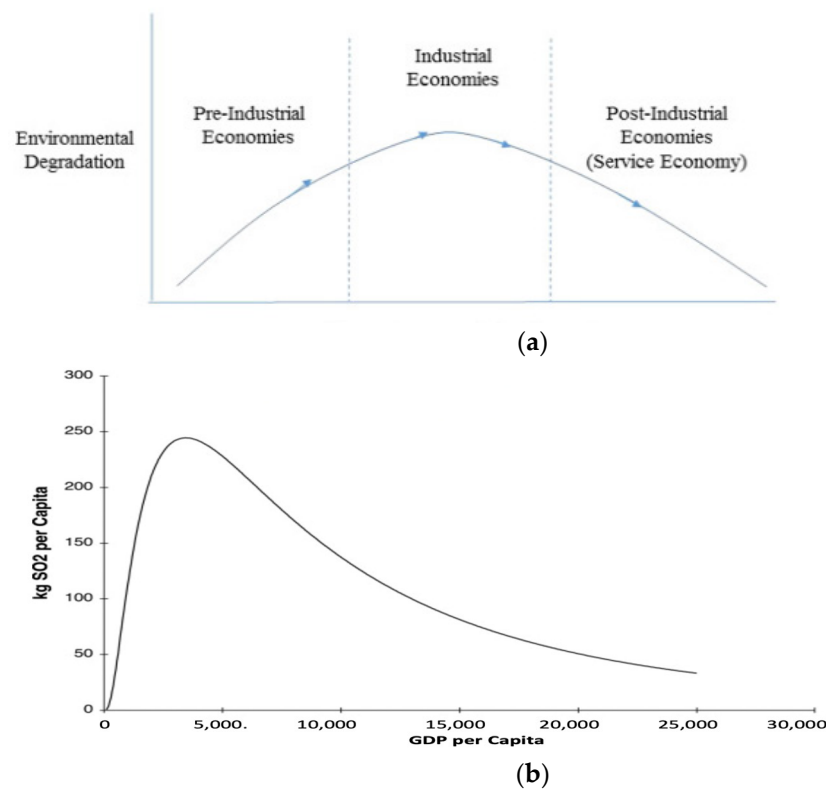 Industrial
Economies
Pre-Industrial
Economies
Post-Industrial
Economies
(Service Economy)
Environmental
Degradation
(a)
300
250
200
150
100
50
0
kg SO2 per Capita
0 5,000. 10,000 15,000 20,000 25,000 30,000
GDP per Capita
(b)